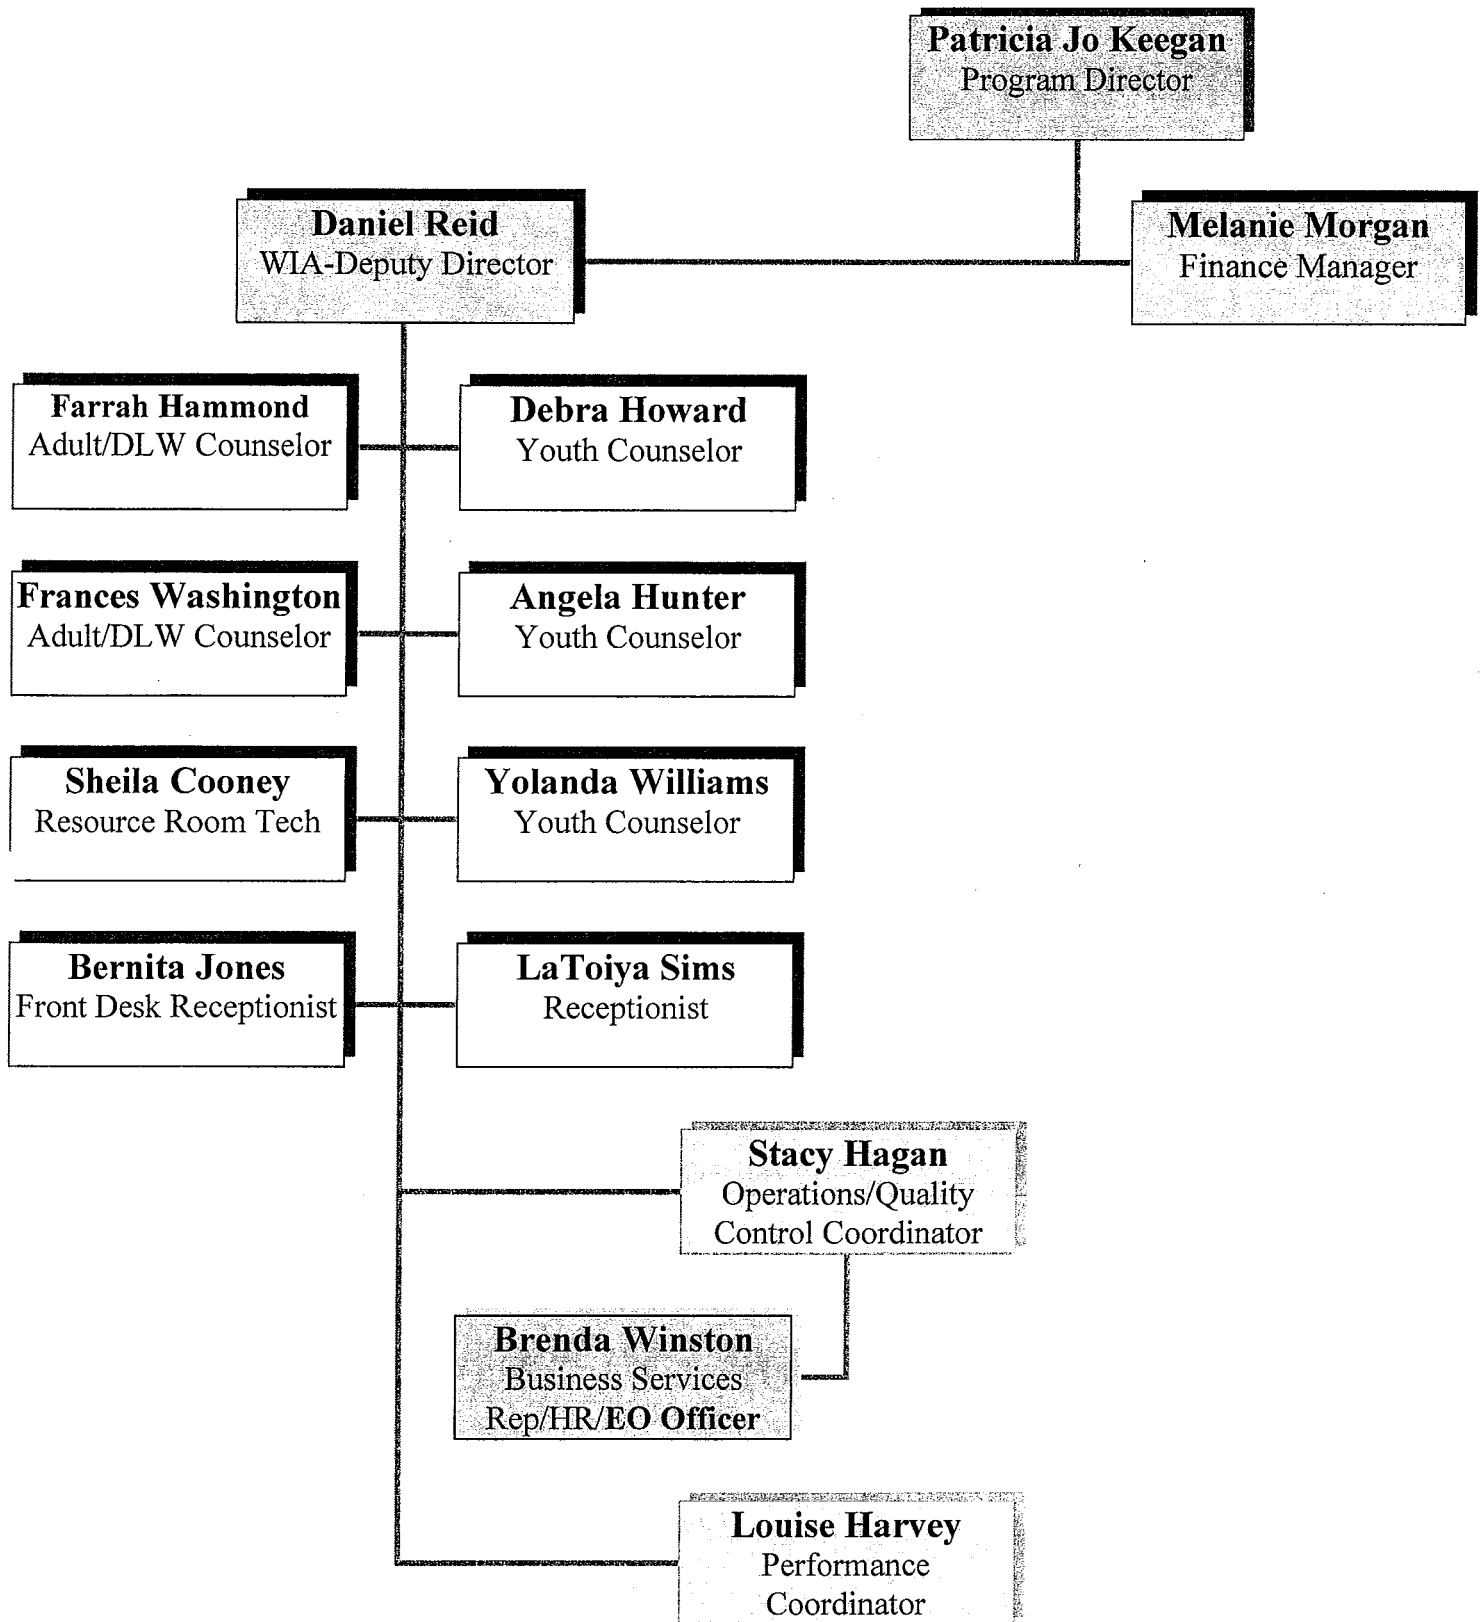 Patricia Jo Keegan
Program Director
Daniel Reid
WIA-Deputy Director
Melanie Morgan
Finance Manager
Farrah Hammond
Adult/DLW Counselor
Debra Howard
Youth Counselor
Frances Washington
Adult/DLW Counselor
Angela Hunter
Youth Counselor
Sheila Cooney
Resource Room Tech
Yolanda Williams
Youth Counselor
Bernita Jones
Front Desk Receptionist
LaToiya Sims
Receptionist
Stacy Hagan
Operations/Quality
Control Coordinator
Brenda Winston
Business Services
Rep/HR/EO Officer
Louise Harvey
Performance
Coordinator